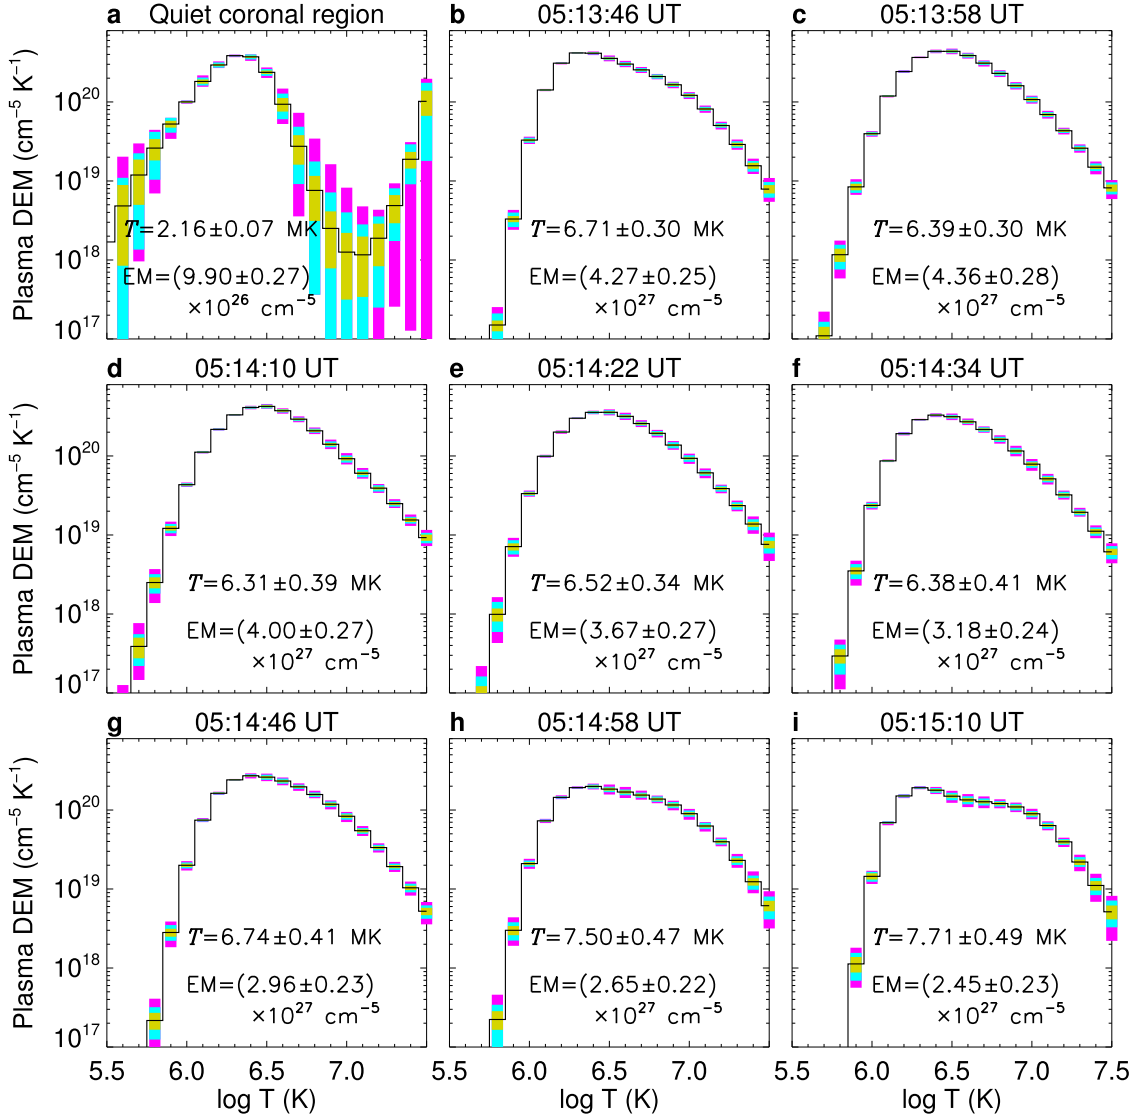 a Quiet coronal region
b 05:13:46 UT
c 05:13:58 UT
Plasma DEM (cm⁻⁵ K⁻¹)
10²⁰
10¹⁹
10¹⁸
10¹⁷
T=2.16±0.07 MK
EM=(9.90±0.27)
×10²⁶ cm⁻⁵
T=6.71±0.30 MK
EM=(4.27±0.25)
×10²⁷ cm⁻⁵
T=6.39±0.30 MK
EM=(4.36±0.28)
×10²⁷ cm⁻⁵
d 05:14:10 UT
e 05:14:22 UT
f 05:14:34 UT
Plasma DEM (cm⁻⁵ K⁻¹)
10²⁰
10¹⁹
10¹⁸
10¹⁷
T=6.31±0.39 MK
EM=(4.00±0.27)
×10²⁷ cm⁻⁵
T=6.52±0.34 MK
EM=(3.67±0.27)
×10²⁷ cm⁻⁵
T=6.38±0.41 MK
EM=(3.18±0.24)
×10²⁷ cm⁻⁵
g 05:14:46 UT
h 05:14:58 UT
i 05:15:10 UT
Plasma DEM (cm⁻⁵ K⁻¹)
10²⁰
10¹⁹
10¹⁸
10¹⁷
T=6.74±0.41 MK
EM=(2.96±0.23)
×10²⁷ cm⁻⁵
T=7.50±0.47 MK
EM=(2.65±0.22)
×10²⁷ cm⁻⁵
T=7.71±0.49 MK
EM=(2.45±0.23)
×10²⁷ cm⁻⁵
5.5 6.0 6.5 7.0 5.5 6.0 6.5 7.0 5.5 6.0 6.5 7.0 7.5
log T (K)
log T (K)
log T (K)